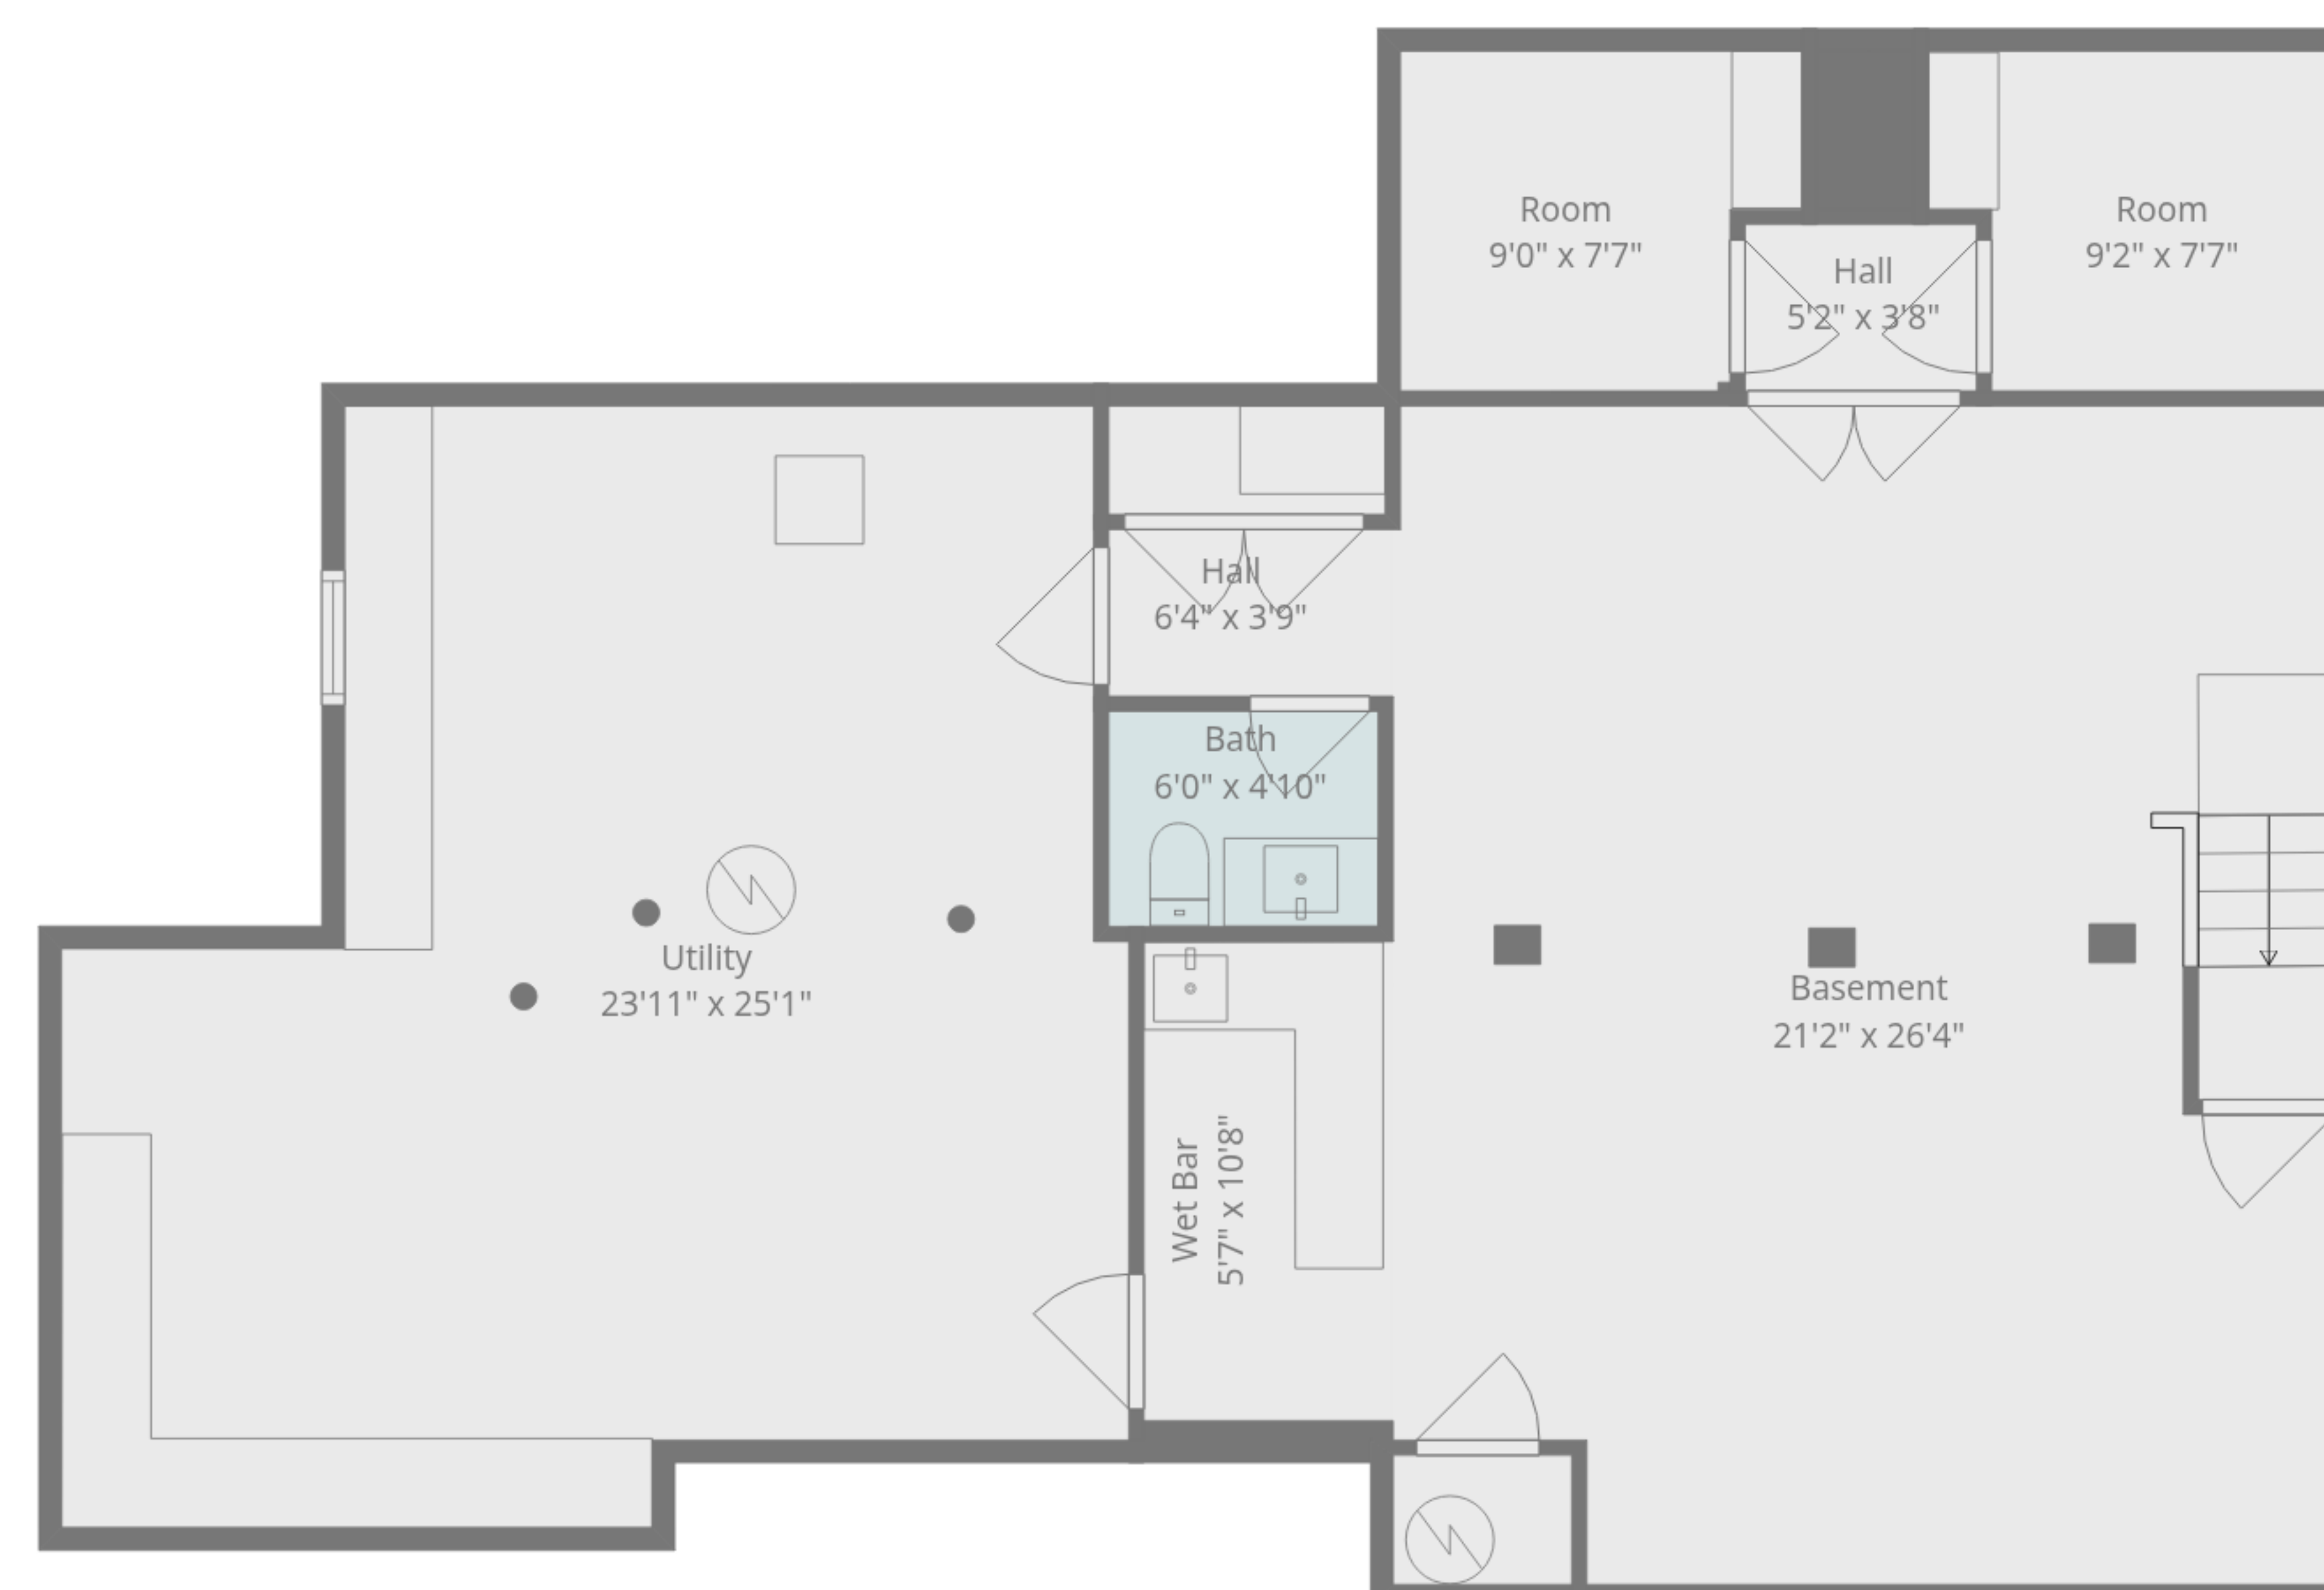 Room
9'0" x 7'7"
Hall
5'2" x 3'8"
Room
9'2" x 7'7"
Hall
6'4" x 3'9"
Bath
6'0" x 4'10"
Utility
23'11" x 25'1"
Basement
21'2" x 26'4"
Wet Bar
5'7" x 10'8"